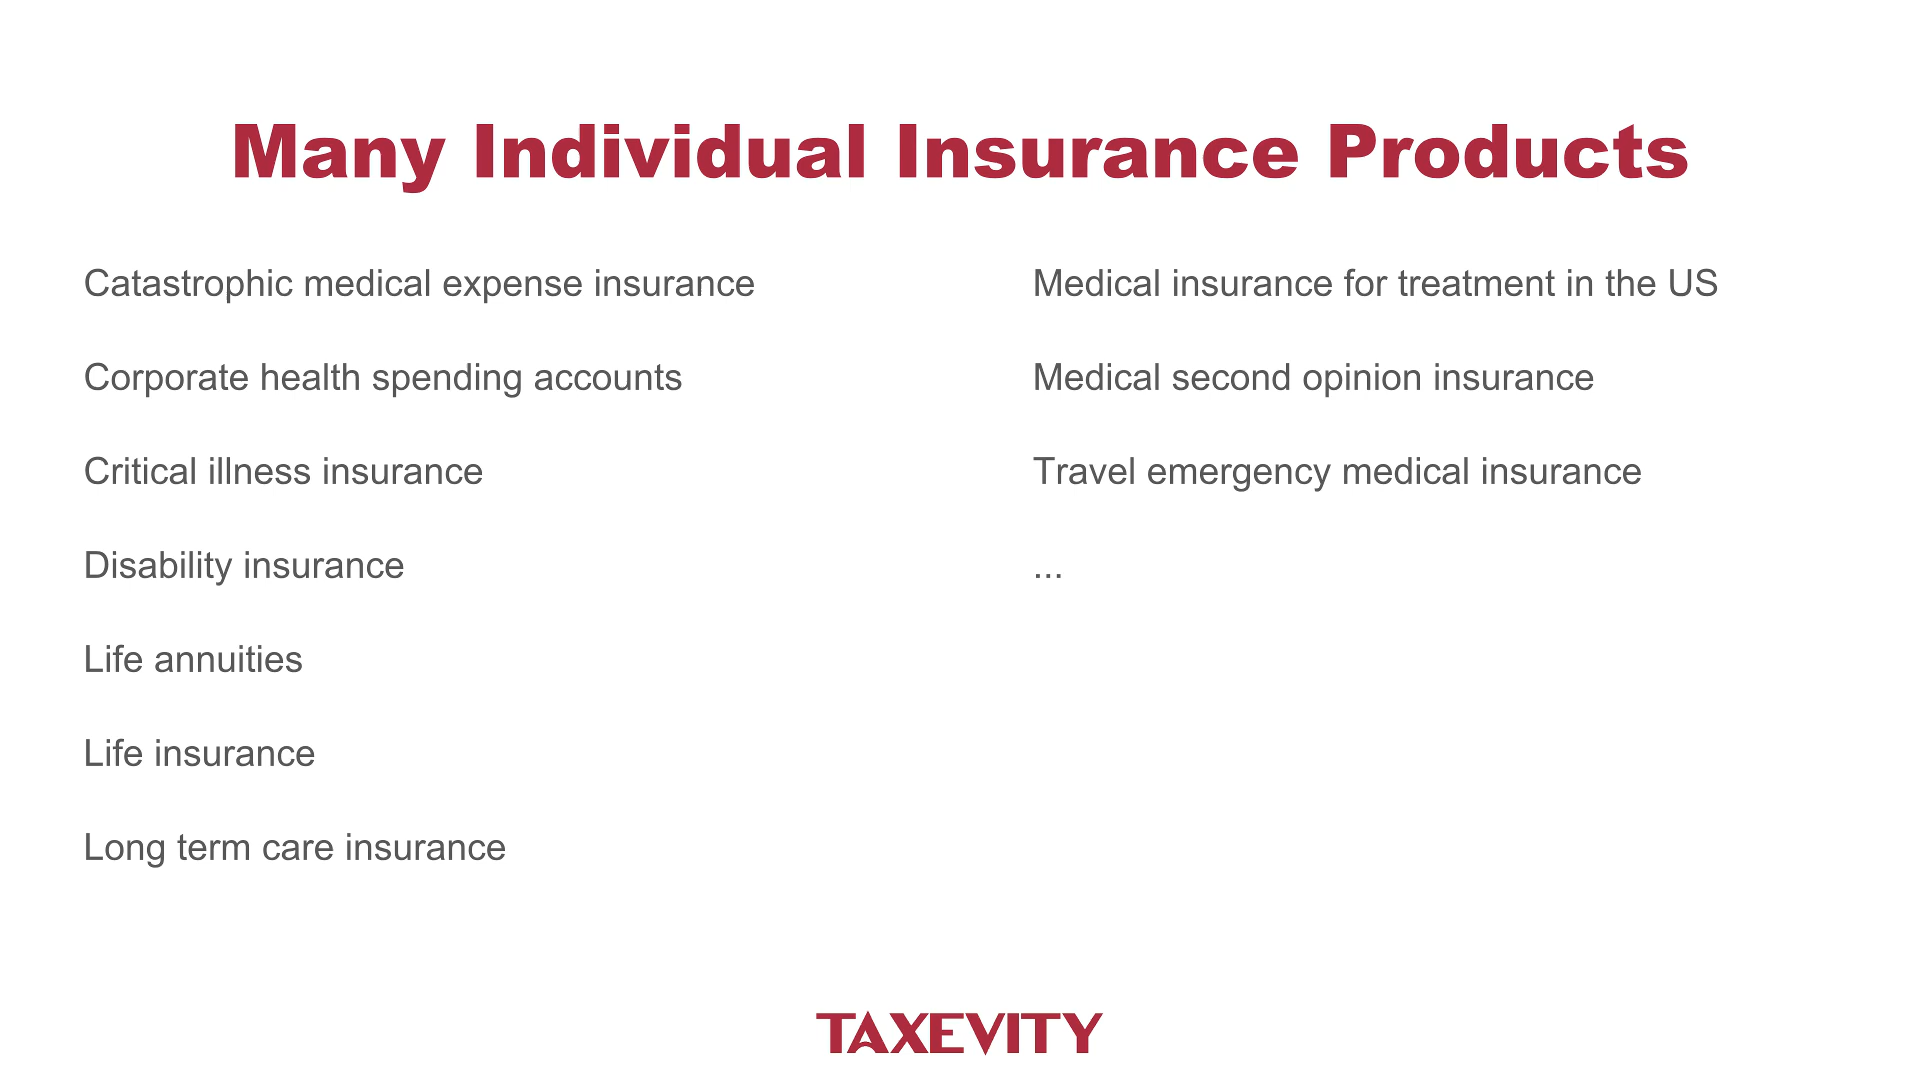 Many Individual Insurance Products
Catastrophic medical expense insurance
Corporate health spending accounts
Critical illness insurance
Disability insurance
Life annuities
Life insurance
Long term care insurance
Medical insurance for treatment in the US
Medical second opinion insurance
Travel emergency medical insurance
...
TAXEVITY